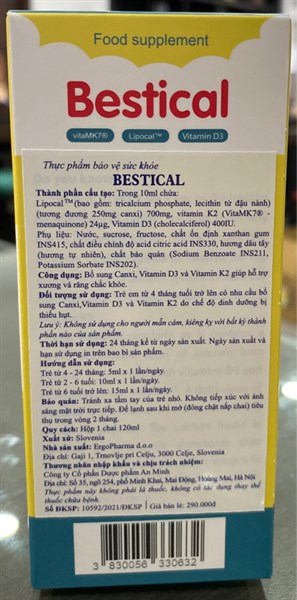 Food supplement
Bestical
vitaMK7® Lipocal™ Vitamin D3
Thực phẩm bảo vệ sức khỏe
BESTICAL
Thành phần cấu tạo: Trong 10ml chứa:
Lipocal™(bao gồm: tricalcium phosphate, lecithin từ đậu nành)
(tương đương 250mg canxi) 700mg, vitamin K2 (VitaMK7® -
menaquinone) 24µg, Vitamin D3 (cholecalciferol) 400IU.
Phụ liệu: Nước, sucrose, fructose, chất ổn định xanthan gum
INS415, chất điều chỉnh độ acid citric acid INS330, hương dâu tây
(hương tự nhiên), chất bảo quản (Sodium Benzoate INS211,
Potassium Sorbate INS202).
Công dụng: Bổ sung Canxi, Vitamin D3 và Vitamin K2 giúp hỗ trợ
xương và răng chắc khỏe.
Đối tượng sử dụng: Trẻ em từ 4 tháng tuổi trở lên có nhu cầu bổ
sung Canxi,Vitamin D3 và Vitamin K2 do chế độ dinh dưỡng bị
thiếu hụt.
Lưu ý: Không sử dụng cho người mẫn cảm, kiêng kỵ với bất kỳ thành
phần nào của sản phẩm.
Thời hạn sử dụng: 24 tháng kể từ ngày sản xuất. Ngày sản xuất và
hạn sử dụng in trên bao bì sản phẩm.
Hướng dẫn sử dụng:
Trẻ từ 4 - 24 tháng: 5ml x 1 lần/ngày.
Trẻ từ 2 - 6 tuổi: 10ml x 1 lần/ngày.
Trẻ từ 6 tuổi trở lên: 15ml x 1 lần/ngày.
Bảo quản: Tránh xa tầm tay của trẻ nhỏ. Không tiếp xúc với ánh
sáng mặt trời trực tiếp. Để lạnh sau khi mở (đóng chặt nắp chai) tiêu
thụ trong vòng 2 tháng.
Quy cách: Hộp 1 chai 120ml
Xuất xứ: Slovenia
Nhà sản xuất: ErgoPharma d.o.o
Địa chỉ: Gaji 1, Trnovlje pri Celju, 3000 Celje, Slovenia
Thương nhân nhập khẩu và chịu trách nhiệm:
Công ty Cổ phần Dược phẩm An Minh
Địa chỉ: Số 35, ngõ 254, phố Minh Khai, Mai Động, Hoàng Mai, Hà Nội
Thực phẩm này không phải là thuốc, không có tác dụng thay thế
thuốc chữa bệnh.
Số ĐKSP: 10592/2021/ĐKSP Giá bán lẻ: 290.000đ
3 830056 330632